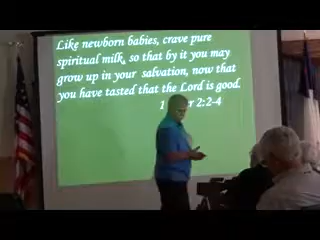 Like newborn babies, crave pure
spiritual milk, so that by it you may
grow up in your salvation, now that
you have tasted that the Lord is good.
1 er 2:2-4